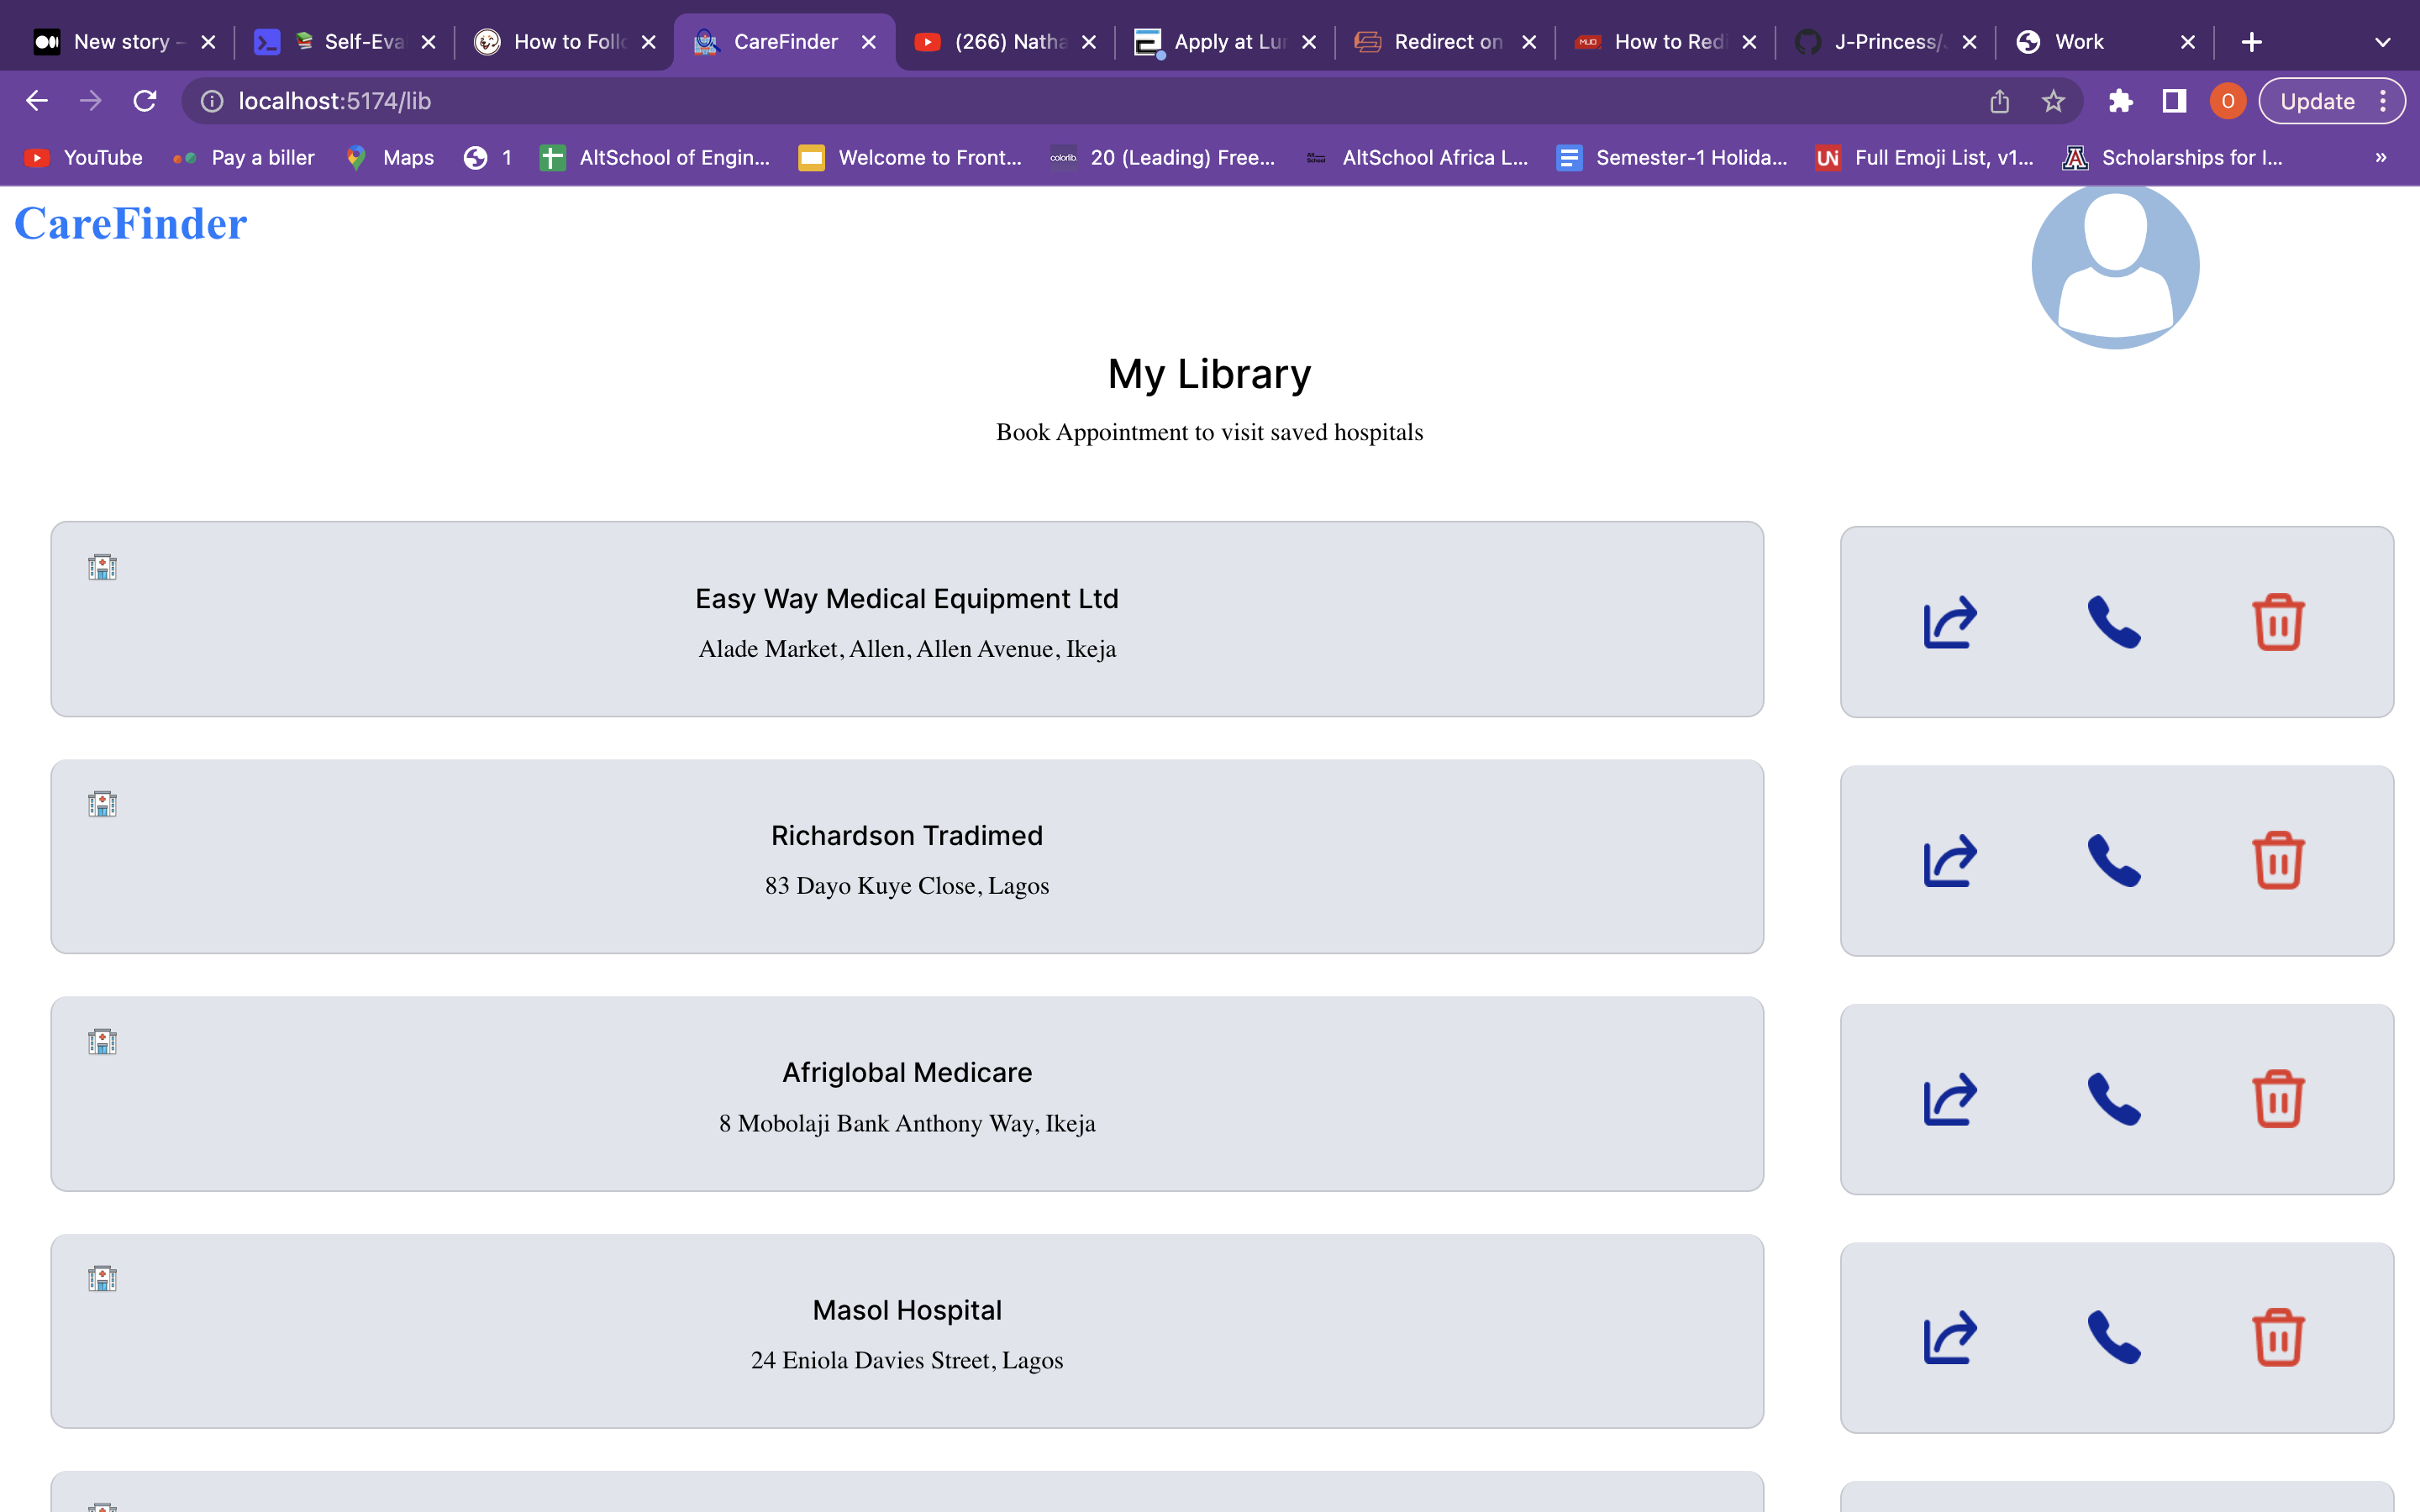 New story –
Self-Eva
How to Follo
CareFinder
(266) Natha
Apply at Lun
Redirect on
How to Redi
J-Princess/
Work
localhost:5174/lib
O
Update
YouTube
Pay a biller
Maps
1
AltSchool of Engin...
Welcome to Front...
20 (Leading) Free...
AltSchool Africa L...
Semester-1 Holida...
Full Emoji List, v1...
Scholarships for I...
»
CareFinder
My Library
Book Appointment to visit saved hospitals
Easy Way Medical Equipment Ltd
Alade Market, Allen, Allen Avenue, Ikeja
Richardson Tradimed
83 Dayo Kuye Close, Lagos
Afriglobal Medicare
8 Mobolaji Bank Anthony Way, Ikeja
Masol Hospital
24 Eniola Davies Street, Lagos